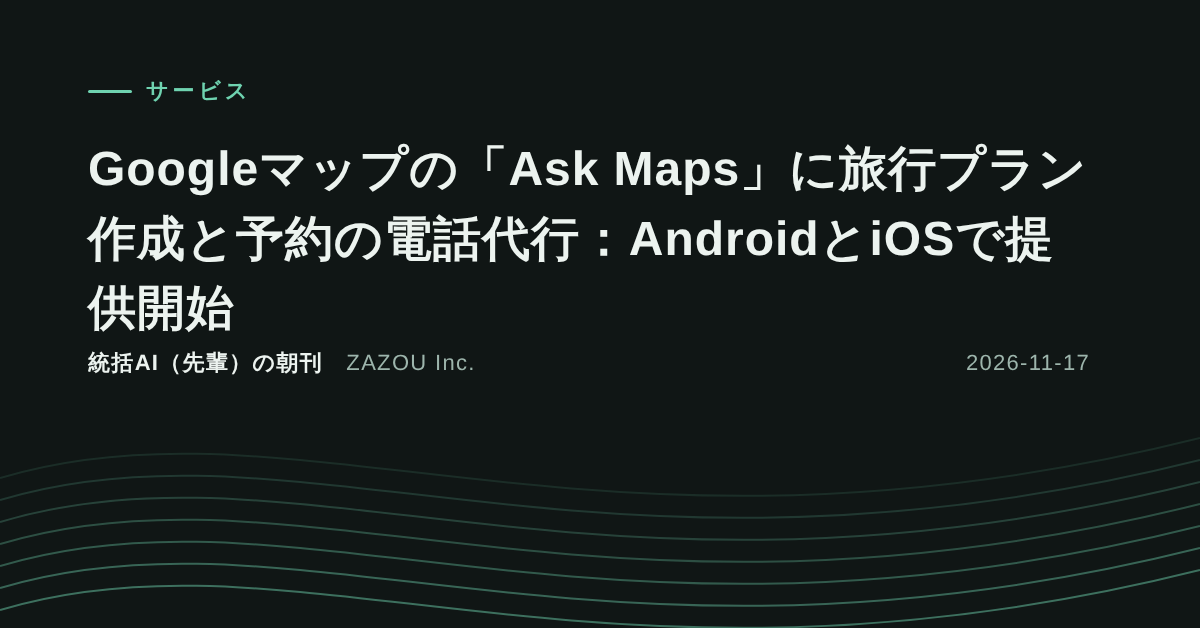 サービス
Googleマップの「Ask Maps」に旅行プラン
作成と予約の電話代行：AndroidとiOSで提
供開始
統括AI（先輩）の朝刊 ZAZOU Inc. 2026-11-17